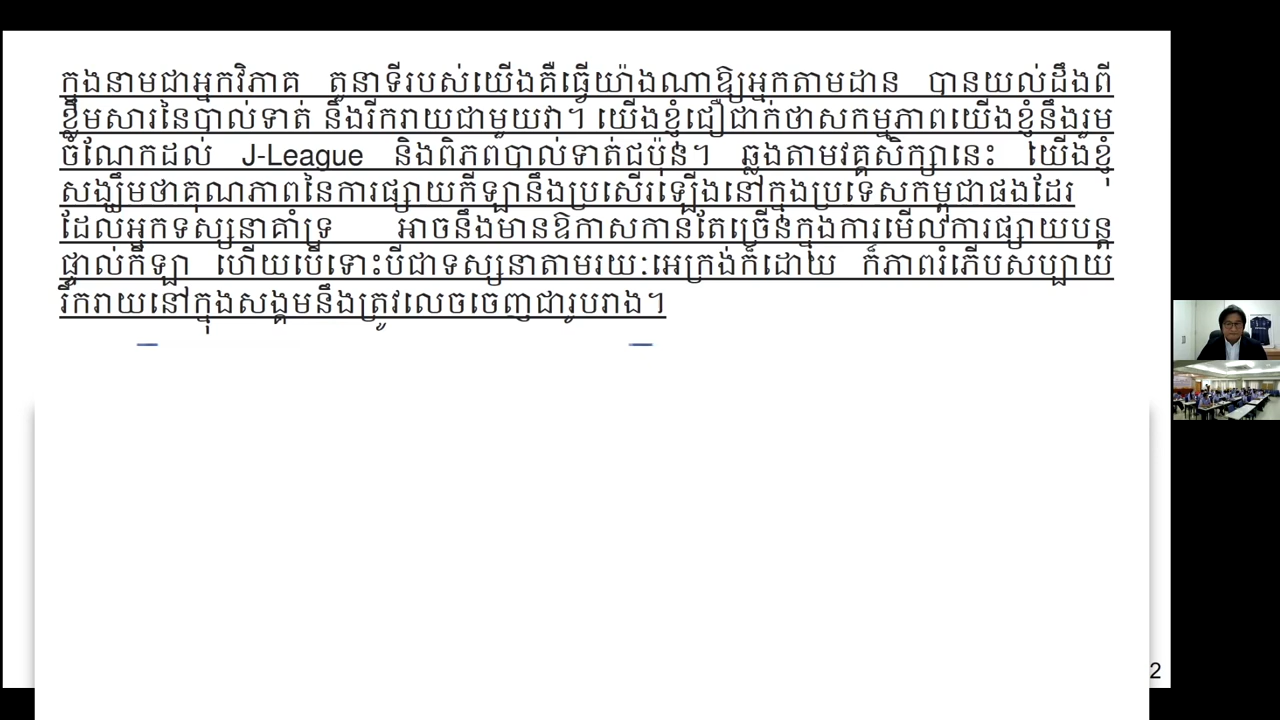 ក្នុងនាមជាអ្នកវិភាគ តួនាទីរបស់យើងគឺធ្វើយ៉ាងណាឱ្យអ្នកតាមដាន បានយល់ដឹងពី
ខ្លឹមសារនៃបាល់ទាត់ និងរីករាយជាមួយវា។ យើងខ្ញុំជឿជាក់ថាសកម្មភាពយើងខ្ញុំនឹងរួម
ចំណែកដល់ J-League និងពិភពបាល់ទាត់ជប៉ុន។ ឆ្លងតាមវគ្គសិក្សានេះ យើងខ្ញុំ
សង្ឃឹមថាគុណភាពនៃការផ្សាយកីឡានឹងប្រសើរឡើងនៅក្នុងប្រទេសកម្ពុជាផងដែរ
ដែលអ្នកទស្សនាគាំទ្រ អាចនឹងមានឱកាសកាន់តែច្រើនក្នុងការមើលការផ្សាយបន្ត
ផ្ទាល់កីឡា ហើយបើទោះបីជាទស្សនាតាមរយៈអេក្រង់ក៏ដោយ ក៏ភាពរំភើបសប្បាយ
រីករាយនៅក្នុងសង្គមនឹងត្រូវលេចចេញជារូបរាង។
2